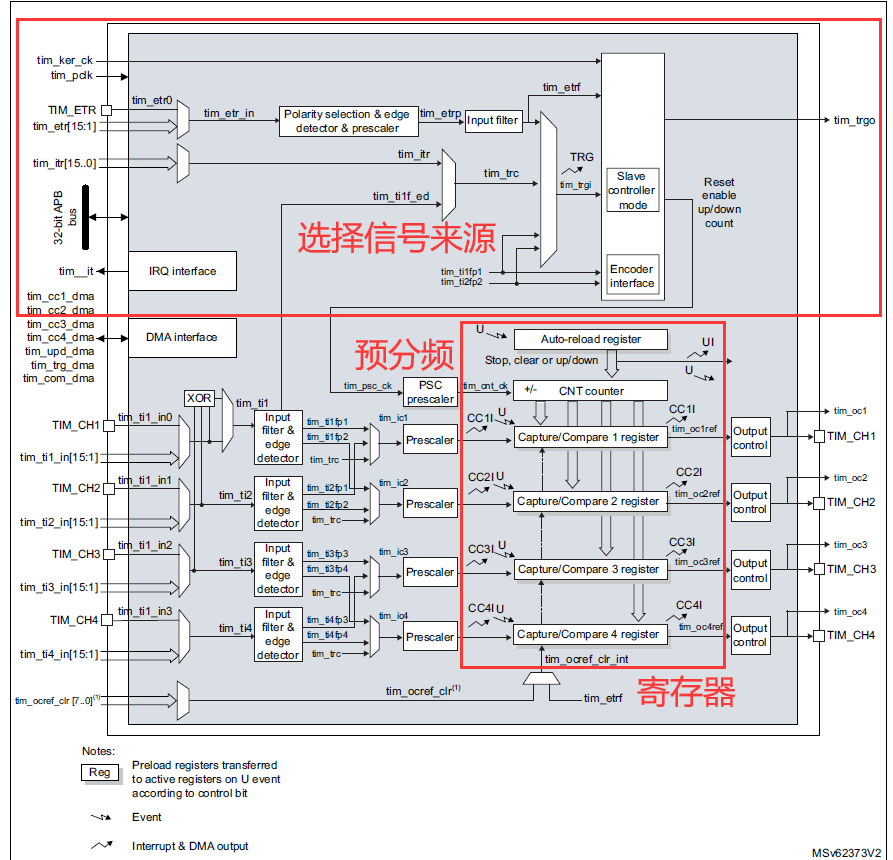 tim_ker_ck
tim_pclk
TIM_ETR
tim_etr0
tim_etr[15:1]
tim_etr_in
Polarity selection & edge
detector & prescaler
tim_etrp
Input filter
tim_etrf
tim_trgo
tim_itr[15..0]
tim_itr
tim_trc
TRG
tim_trgi
Slave
controller
mode
Reset
enable
up/down
count
tim_ti1f_ed
32-bit APB
bus
选择信号来源
tim_ti1fp1
tim_ti2fp2
Encoder
interface
tim__it
IRQ interface
tim_cc1_dma
tim_cc2_dma
tim_cc3_dma
tim_cc4_dma
tim_upd_dma
tim_trg_dma
tim_com_dma
DMA interface
预分频
U
Auto-reload register
Stop, clear or up/down
UI
U
tim_psc_ck
PSC
prescaler
tim_cnt_ck
+/-
CNT counter
XOR
tim_ti1
TIM_CH1
tim_ti1_in0
tim_ti1_in[15:1]
Input
filter &
edge
detector
tim_ti1fp1
tim_ti1fp2
tim_trc
tim_ic1
Prescaler
CC1I
U
Capture/Compare 1 register
CC1I
tim_oc1ref
Output
control
tim_oc1
TIM_CH1
TIM_CH2
tim_ti1_in1
tim_ti2_in[15:1]
tim_ti2
Input
filter &
edge
detector
tim_ti2fp1
tim_ti2fp2
tim_trc
tim_ic2
Prescaler
CC2I
U
Capture/Compare 2 register
CC2I
tim_oc2ref
Output
control
tim_oc2
TIM_CH2
TIM_CH3
tim_ti1_in2
tim_ti3_in[15:1]
tim_ti3
Input
filter &
edge
detector
tim_ti3fp3
tim_ti3fp4
tim_trc
tim_ic3
Prescaler
CC3I
U
Capture/Compare 3 register
CC3I
tim_oc3ref
Output
control
tim_oc3
TIM_CH3
TIM_CH4
tim_ti1_in3
tim_ti4_in[15:1]
tim_ti4
Input
filter &
edge
detector
tim_ti4fp3
tim_ti4fp4
tim_trc
tim_ic4
Prescaler
CC4I
U
Capture/Compare 4 register
CC4I
tim_oc4ref
Output
control
tim_oc4
TIM_CH4
tim_ocref_clr_int
寄存器
tim_ocref_clr [7..0](1)
tim_ocref_clr(1)
tim_etrf
Notes:
Reg
Preload registers transferred
to active registers on U event
according to control bit
Event
Interrupt & DMA output
MSv62373V2